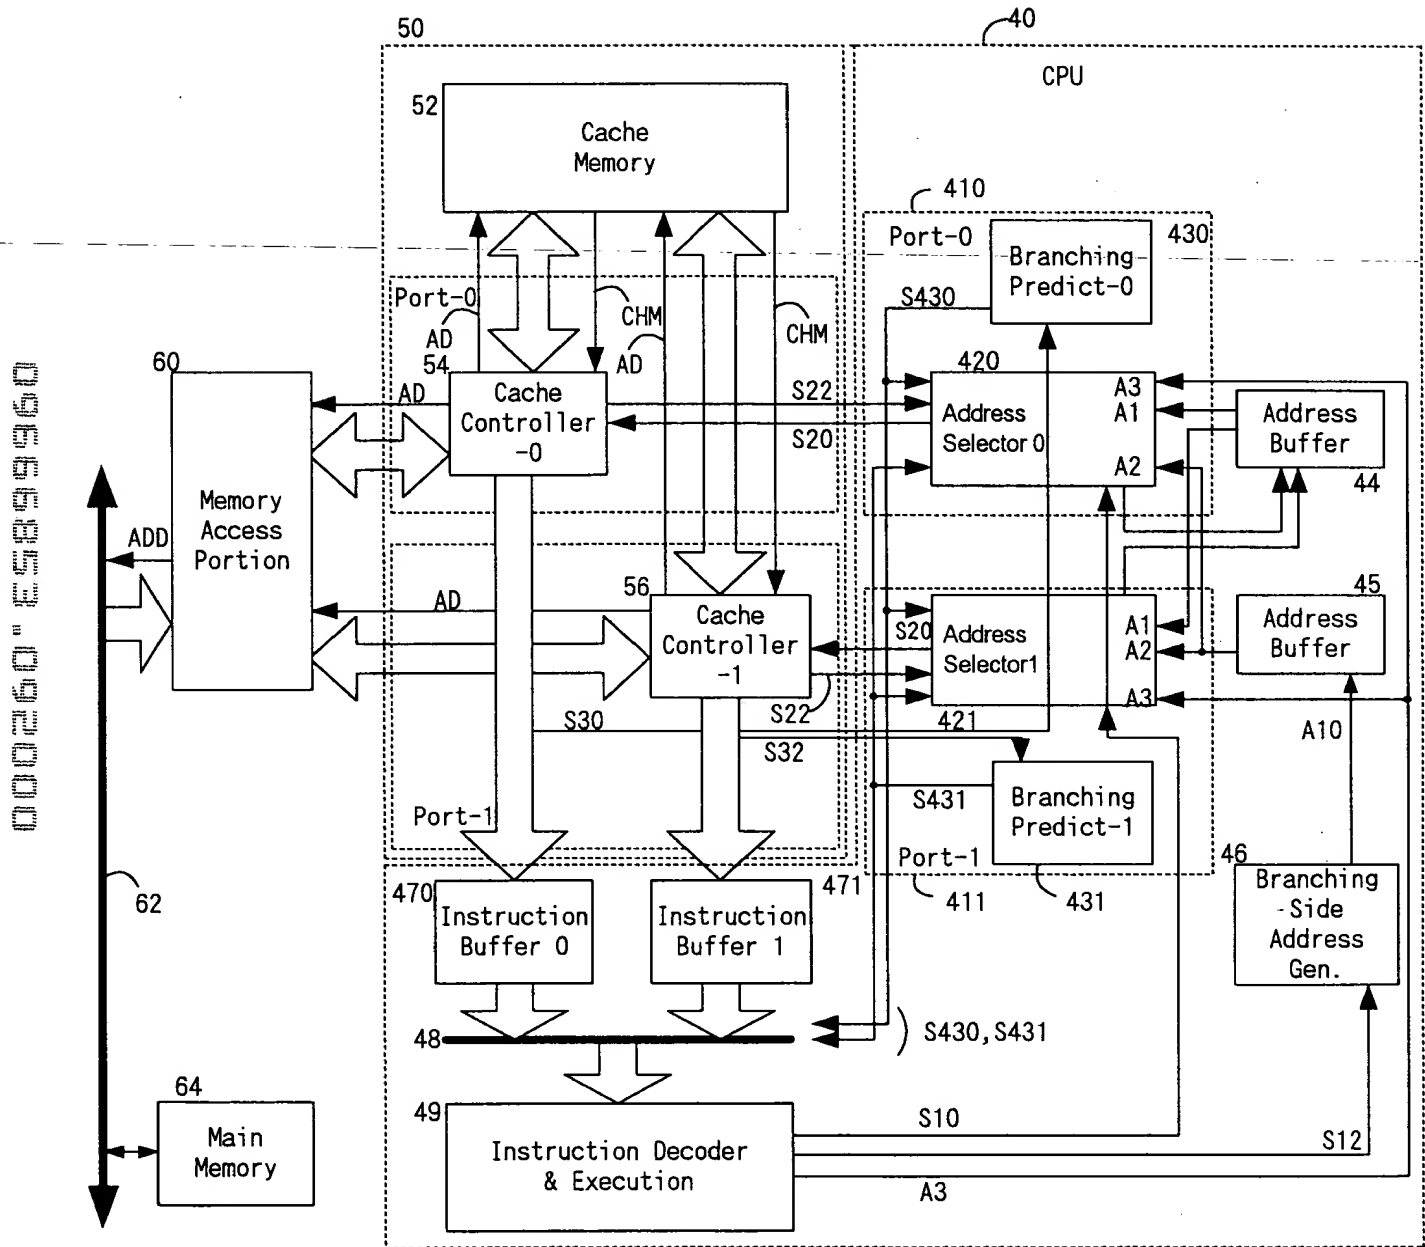 50
40
CPU
52
Cache
Memory
410
Port-0
430
Branching
Predict-0
S430
Port-0
AD
CHM
AD
CHM
60
54
Cache
Controller
-0
AD
S22
S20
420
Address
Selector 0
A3
A1
A2
Address
Buffer
44
Memory
Access
Portion
ADD
AD
56
Cache
Controller
-1
S20
S22
Address
Selector1
421
A1
A2
A3
45
Address
Buffer
A10
S30
S32
S431
Branching
Predict-1
Port-1
Port-1
411
431
46
Branching
-Side
Address
Gen.
62
470
Instruction
Buffer 0
471
Instruction
Buffer 1
48
S430,S431
64
Main
Memory
49
Instruction Decoder
& Execution
S10
S12
A3